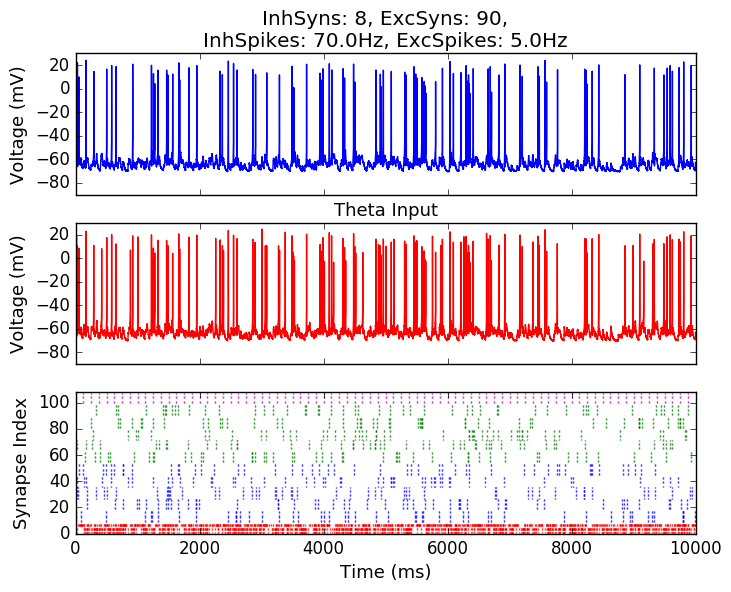 InhSyns: 8, ExcSyns: 90,
InhSpikes: 70.0Hz, ExcSpikes: 5.0Hz
20
0
−20
−40
−60
−80
Voltage (mV)
Theta Input
20
0
−20
−40
−60
−80
Voltage (mV)
100
80
60
40
20
0
Synapse Index
0 2000 4000 6000 8000 10000
Time (ms)